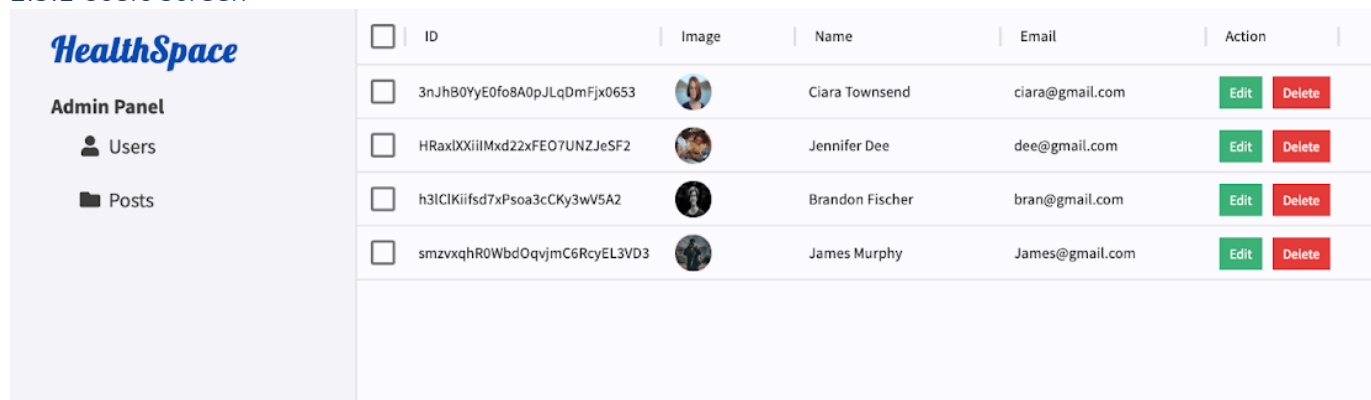 HealthSpace
Admin Panel
Users
Posts
ID Image Name Email Action
3nJhB0YyE0fo8A0pJLqDmFjx0653 Ciara Townsend ciara@gmail.com Edit Delete
HRaxlXXiiIMxd22xFEO7UNZJeSF2 Jennifer Dee dee@gmail.com Edit Delete
h3lClKiifsd7xPsoa3cCKy3wV5A2 Brandon Fischer bran@gmail.com Edit Delete
smzvxqhR0WbdOqvjmC6RcyEL3VD3 James Murphy James@gmail.com Edit Delete